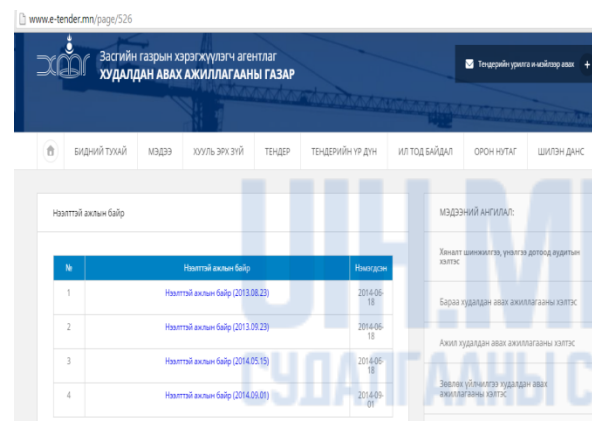 www.e-tender.mn/page/526
Засгийн газрын хэрэгжүүлэгч агентлаг
ХУДАЛДАН АВАХ АЖИЛЛАГААНЫ ГАЗАР
Тендерийн урилга и-мэйлээр авах +
БИДНИЙ ТУХАЙ МЭДЭЭ ХУУЛЬ ЭРХ ЗҮЙ ТЕНДЕР ТЕНДЕРИЙН ҮР ДҮН ИЛ ТОД БАЙДАЛ ОРОН НУТАГ ШИЛЭН ДАНС
Нээлттэй ажлын байр
№ Нээлттэй ажлын байр Нэмэгдсэн
1 Нээлттэй ажлын байр (2013.08.23) 2014-06-18
2 Нээлттэй ажлын байр (2013.09.23) 2014-06-18
3 Нээлттэй ажлын байр (2014.05.15) 2014-06-18
4 Нээлттэй ажлын байр (2014.09.01) 2014-09-01
МЭДЭЭНИЙ АНГИЛАЛ:
Хяналт шинжилгээ, үнэлгээ дотоод аудитын
хэлтэс
Бараа худалдан авах ажиллагааны хэлтэс
Ажил худалдан авах ажиллагааны хэлтэс
Зөвлөх үйлчилгээ худалдан авах
ажиллагааны хэлтэс
UIH.M
СУДАЛГААНЫ С